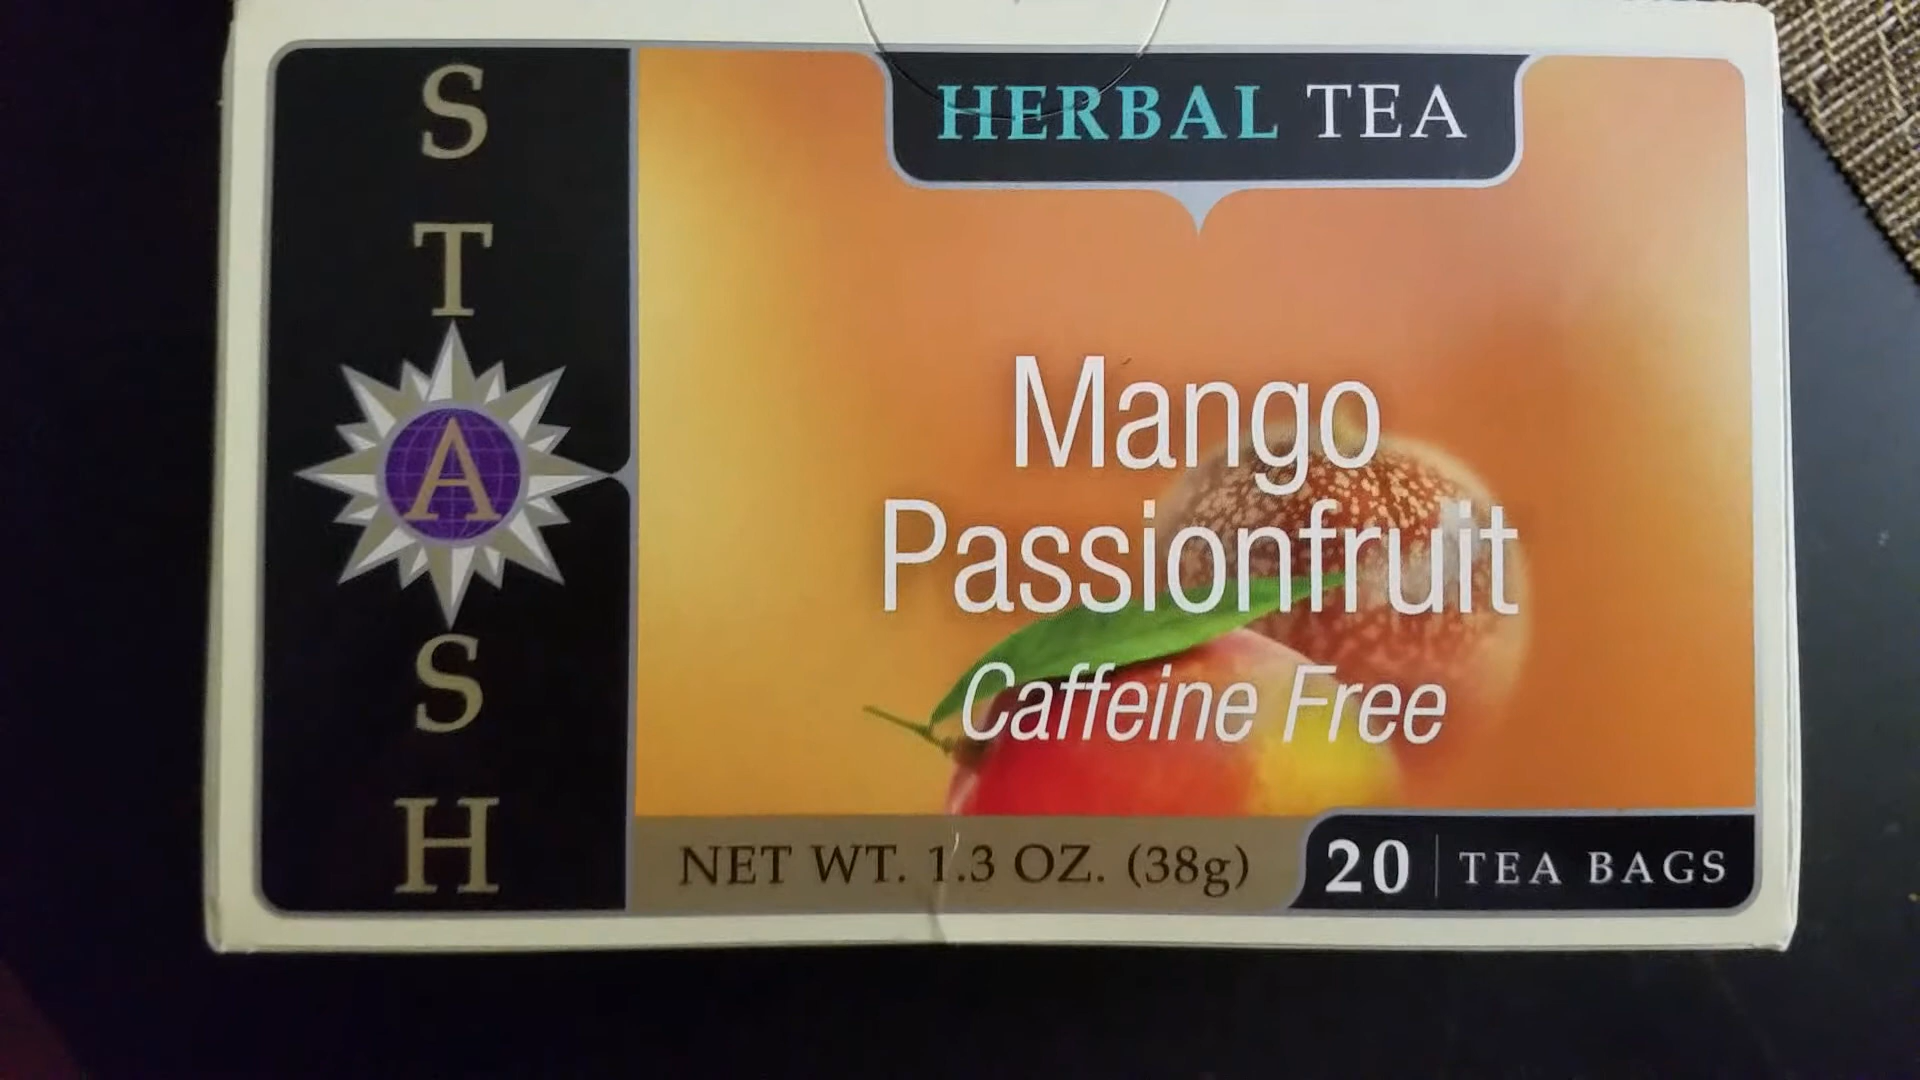 STASH
HERBAL TEA
Mango
Passionfruit
Caffeine Free
NET WT. 1.3 OZ. (38g)
20 | TEA BAGS